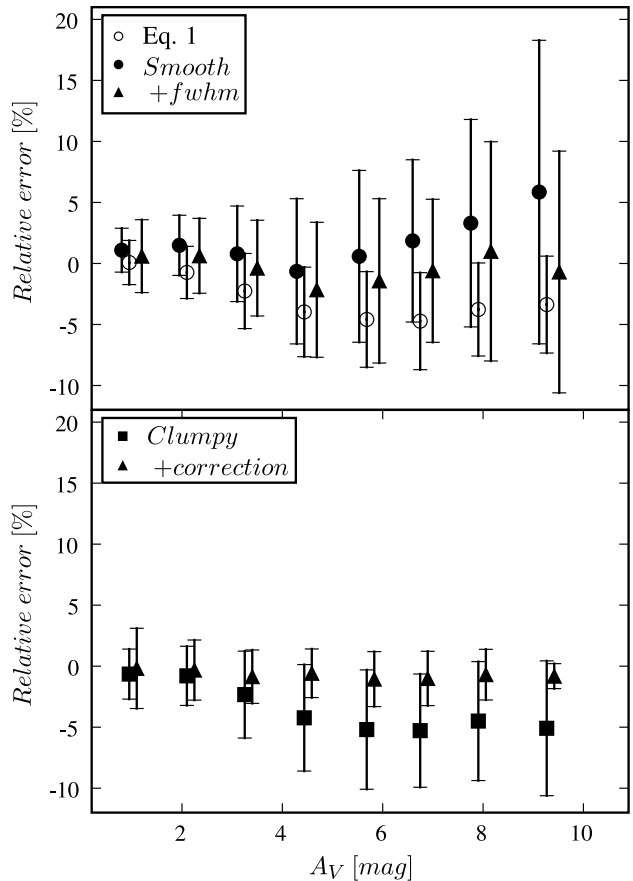 20
15
10
5
0
-5
-10
Relative error [%]
Eq. 1
Smooth
+fwhm
20
15
10
5
0
-5
-10
Relative error [%]
Clumpy
+correction
2 4 6 8 10
A_V [mag]